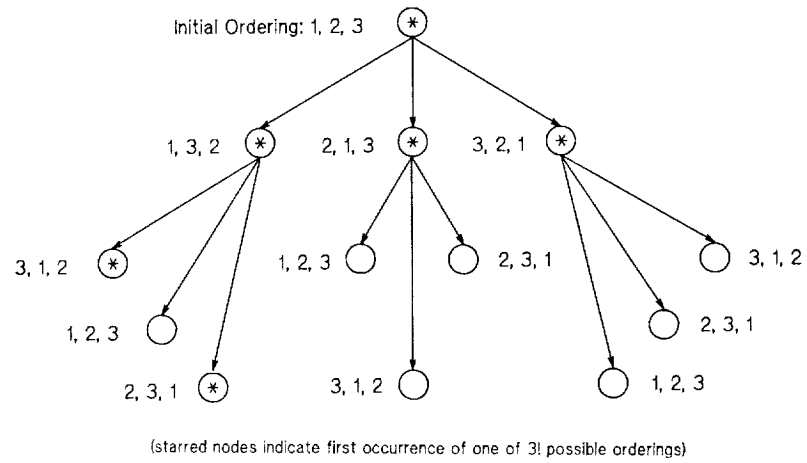 Initial Ordering: 1, 2, 3
*
1, 3, 2
*
2, 1, 3
*
3, 2, 1
*
3, 1, 2
*
1, 2, 3
2, 3, 1
3, 1, 2
1, 2, 3
2, 3, 1
2, 3, 1
*
3, 1, 2
1, 2, 3
(starred nodes indicate first occurrence of one of 3! possible orderings)